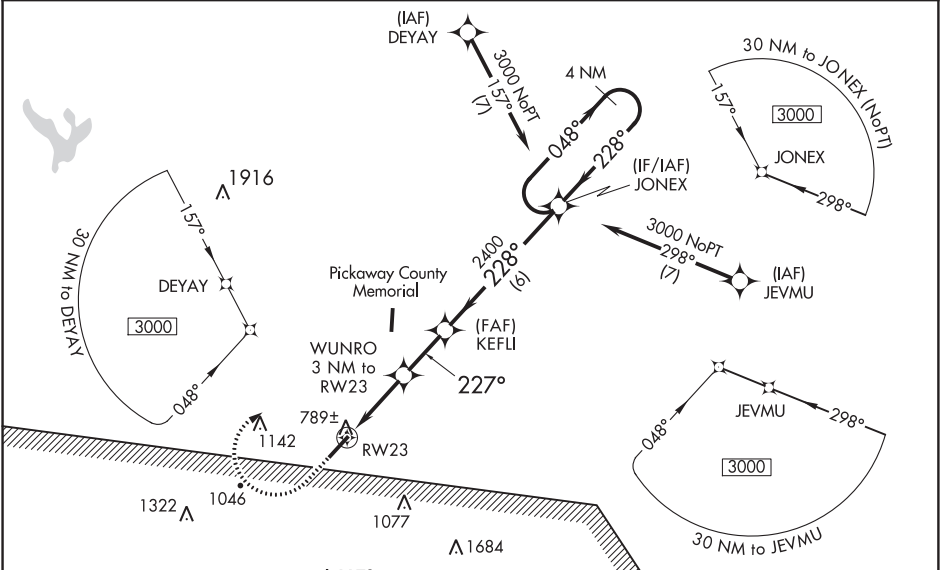 (IAF)
DEYAY
3000 NoPT
157°
(7)
4 NM
048°
228°
(IF/IAF)
JONEX
30 NM to JONEX (NoPT)
157°
3000
JONEX
298°
1916
157°
30 NM to DEYAY
DEYAY
3000
048°
2400
228°
(6)
3000 NoPT
298°
(7)
(IAF)
JEVMU
Pickaway County
Memorial
(FAF)
KEFLI
WUNRO
3 NM to
RW23
227°
789±
RW23
1142
1046
1322
1077
1684
JEVMU
048°
298°
3000
30 NM to JEVMU